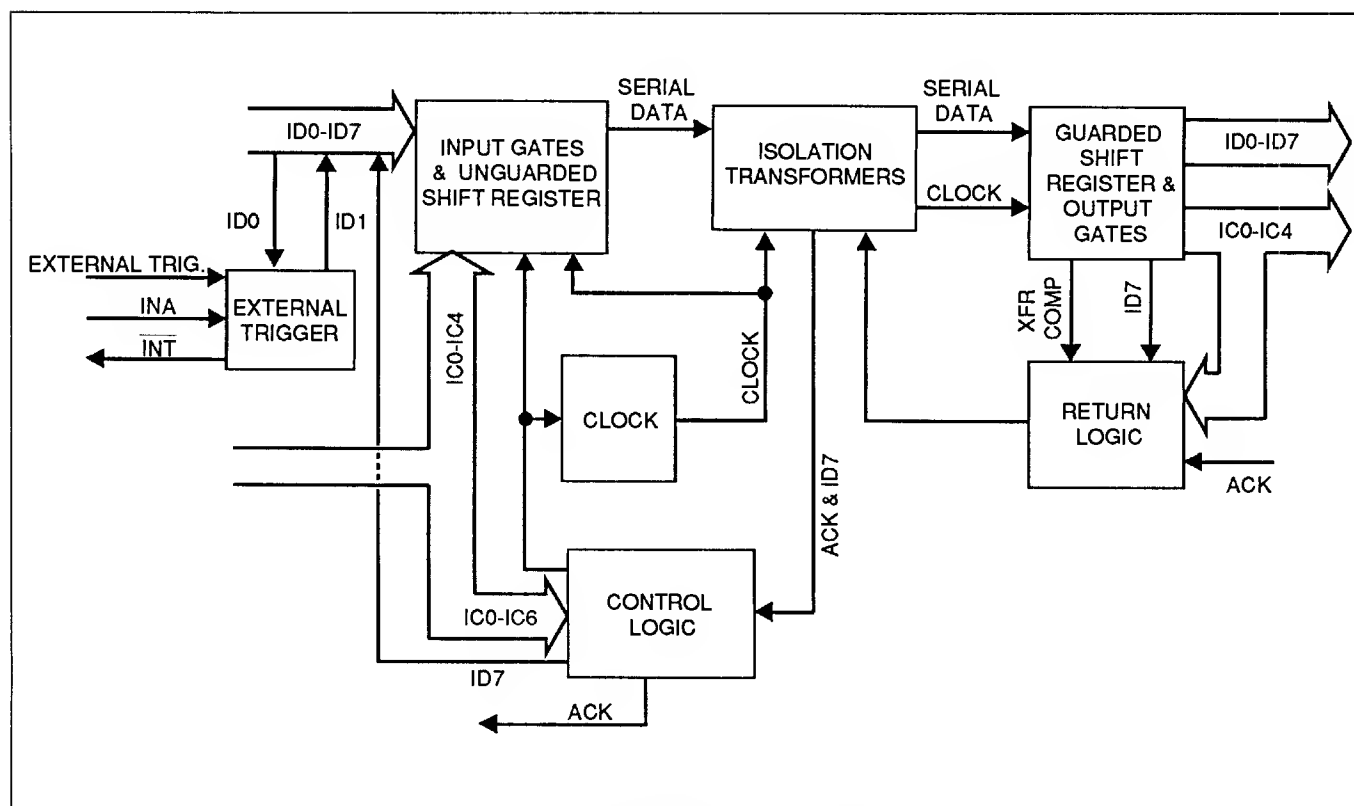 SERIAL
DATA
SERIAL
DATA
ID0-ID7
INPUT GATES
& UNGUARDED
SHIFT REGISTER
ISOLATION
TRANSFORMERS
GUARDED
SHIFT
REGISTER &
OUTPUT
GATES
ID0-ID7
CLOCK
IC0-IC4
ID0
ID1
EXTERNAL TRIG.
INA
INT
EXTERNAL
TRIGGER
IC0-IC4
CLOCK
CLOCK
XFR
COMP
ID7
RETURN
LOGIC
ACK
ACK & ID7
IC0-IC6
CONTROL
LOGIC
ID7
ACK